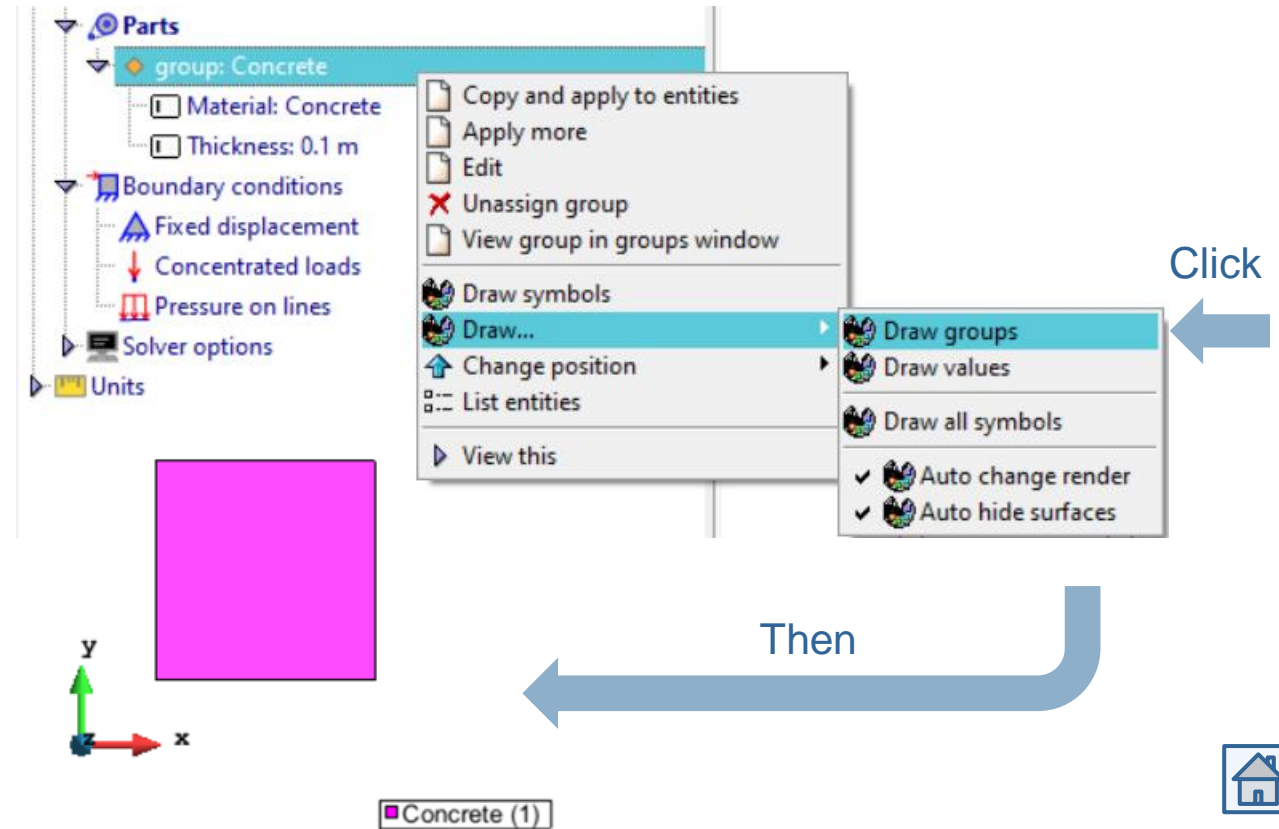 Parts
group: Concrete
Material: Concrete
Thickness: 0.1 m
Boundary conditions
Fixed displacement
Concentrated loads
Pressure on lines
Solver options
Units
Copy and apply to entities
Apply more
Edit
Unassign group
View group in groups window
Draw symbols
Draw...
Change position
List entities
View this
Draw groups
Draw values
Draw all symbols
Auto change render
Auto hide surfaces
Click
Then
y
z
x
Concrete (1)